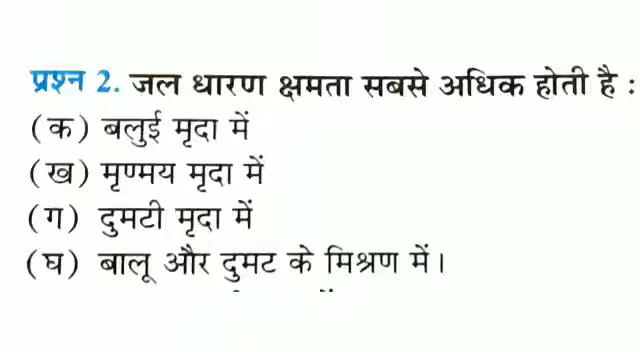 प्रश्न 2. जल धारण क्षमता सबसे अधिक होती है :
(क) बलुई मृदा में
(ख) मृण्मय मृदा में
(ग) दुमटी मृदा में
(घ) बालू और दुमट के मिश्रण में।